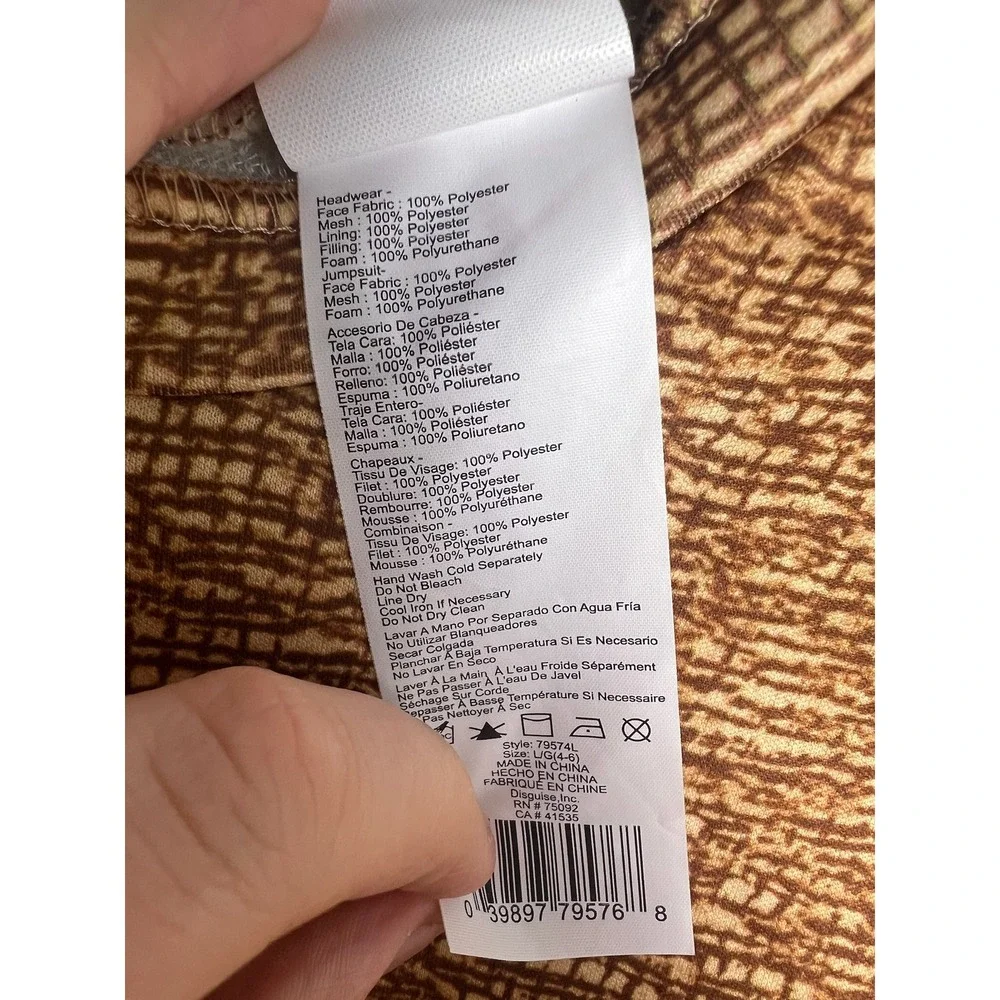 Headwear -
Face Fabric : 100% Polyester
Mesh : 100% Polyester
Lining: 100% Polyester
Filling: 100% Polyester
Foam : 100% Polyurethane
Jumpsuit-
Face Fabric : 100% Polyester
Mesh : 100% Polyester
Foam : 100% Polyurethane
Accesorio De Cabeza -
Tela Cara: 100% Poliéster
Malla : 100% Poliéster
Forro: 100% Poliéster
Relleno: 100% Poliéster
Espuma : 100% Poliuretano
Traje Entero-
Tela Cara: 100% Poliéster
Malla : 100% Poliéster
Espuma : 100% Poliuretano
Chapeaux -
Tissu De Visage: 100% Polyester
Filet : 100% Polyester
Doublure: 100% Polyester
Rembourre: 100% Polyester
Mousse : 100% Polyuréthane
Combinaison -
Tissu De Visage: 100% Polyester
Filet : 100% Polyester
Mousse : 100% Polyuréthane
Hand Wash Cold Separately
Do Not Bleach
Line Dry
Cool Iron If Necessary
Do Not Dry Clean
Lavar A Mano Por Separado Con Agua Fría
No Utilizar Blanqueadores
Secar Colgada
Planchar A Baja Temperatura Si Es Necesario
No Lavar En Seco
Laver À La Main À L'eau Froide Séparément
Ne Pas Passer À L'eau De Javel
Séchage Sur Corde
Repasser À Basse Température Si Necessaire
Pas Nettoyer À Sec
Style: 79574L
Size: L/G(4-6)
MADE IN CHINA
HECHO EN CHINA
FABRIQUÉ EN CHINE
Disguise,Inc.
RN # 75092
CA # 41535
0 39897 79576 8